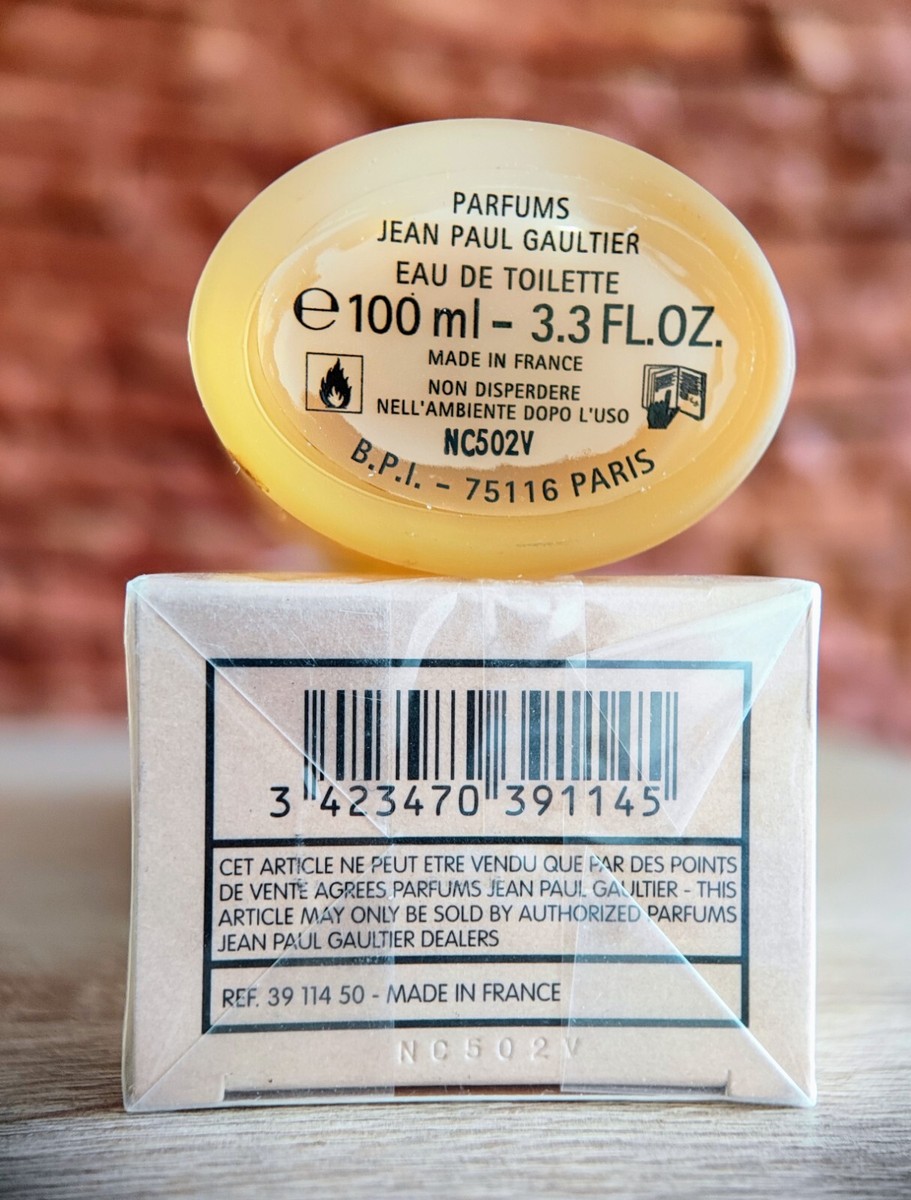 PARFUMS
JEAN PAUL GAULTIER
EAU DE TOILETTE
℮ 100 ml - 3.3 FL.OZ.
MADE IN FRANCE
NON DISPERDERE
NELL'AMBIENTE DOPO L'USO
NC502V
B.P.I. - 75116 PARIS
3 423470 391145
CET ARTICLE NE PEUT ETRE VENDU QUE PAR DES POINTS
DE VENTE AGREES PARFUMS JEAN PAUL GAULTIER - THIS
ARTICLE MAY ONLY BE SOLD BY AUTHORIZED PARFUMS
JEAN PAUL GAULTIER DEALERS
REF. 39 114 50 - MADE IN FRANCE
NC502V